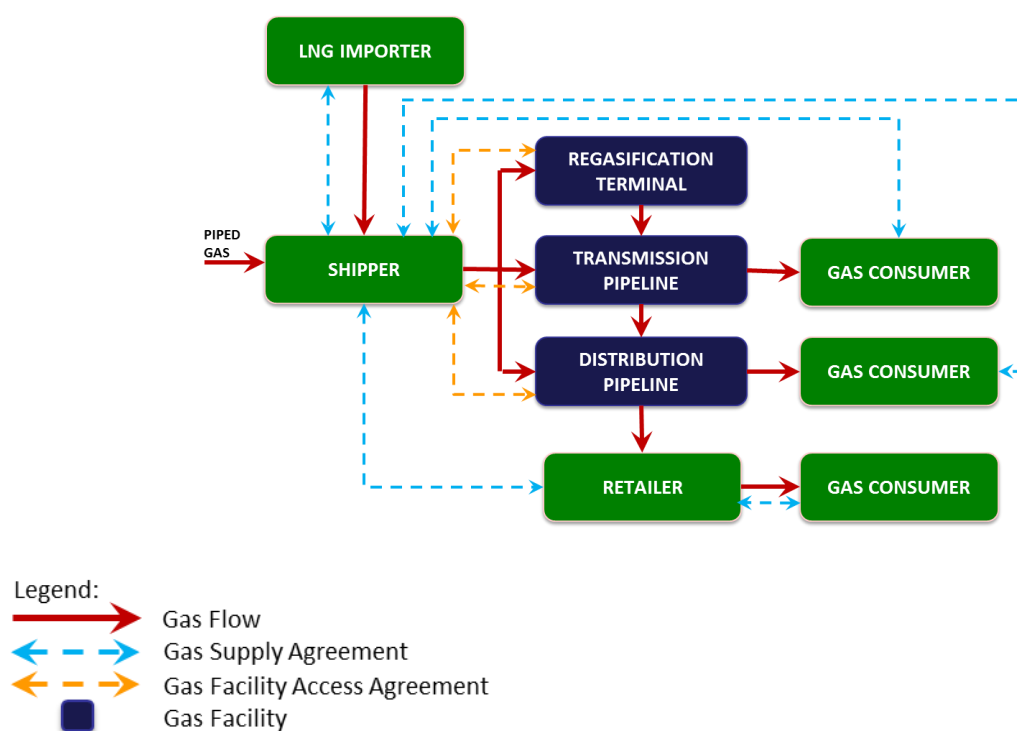 LNG IMPORTER
REGASIFICATION
TERMINAL
PIPED
GAS
SHIPPER
TRANSMISSION
PIPELINE
GAS CONSUMER
DISTRIBUTION
PIPELINE
GAS CONSUMER
RETAILER
GAS CONSUMER
Legend:
Gas Flow
Gas Supply Agreement
Gas Facility Access Agreement
Gas Facility